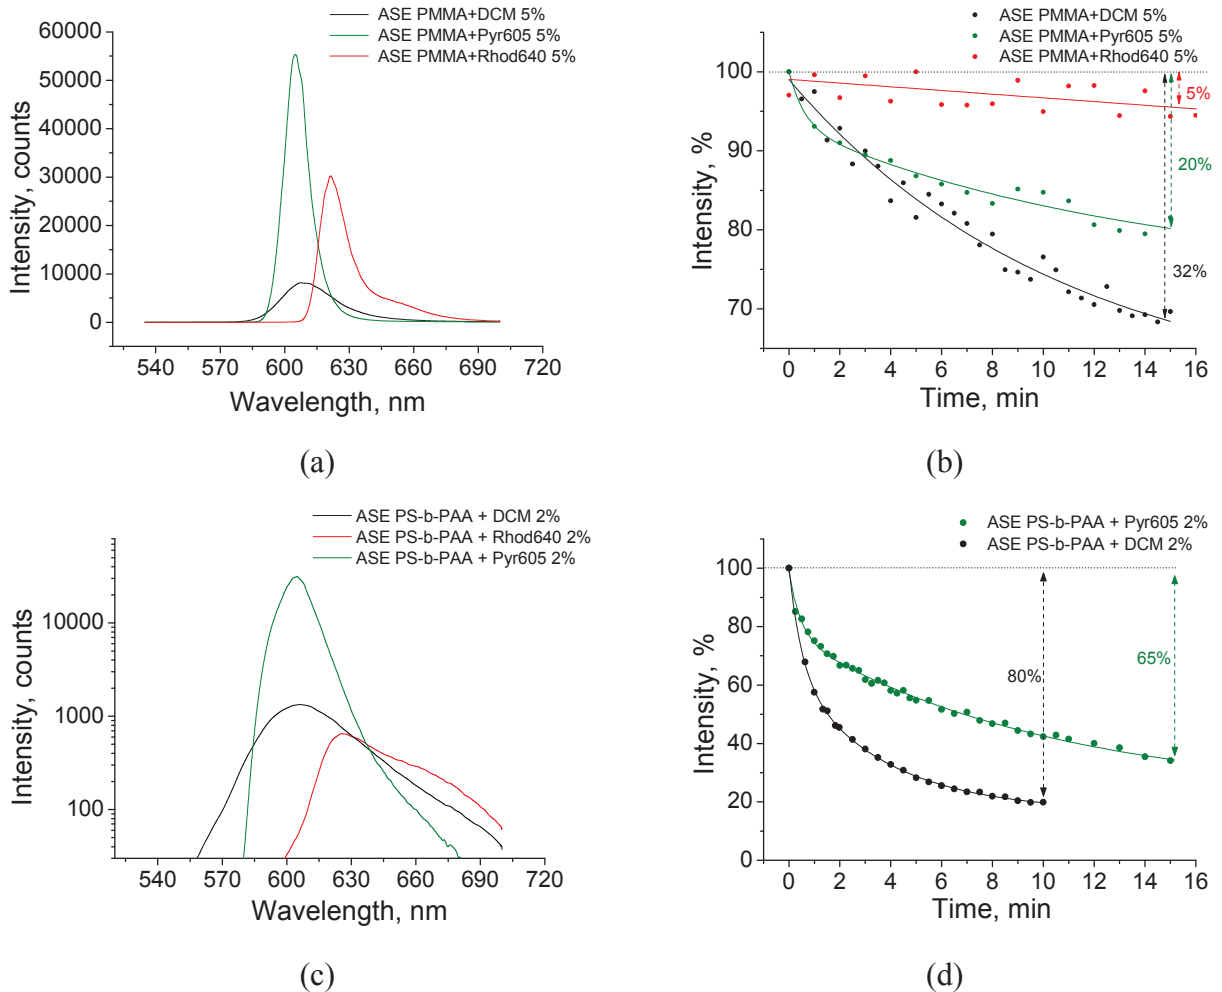 ASE PMMA+DCM 5%
ASE PMMA+Pyr605 5%
ASE PMMA+Rhod640 5%
60000
50000
40000
30000
20000
10000
0
Intensity, counts
540 570 600 630 660 690 720
Wavelength, nm
(a)
ASE PMMA+DCM 5%
ASE PMMA+Pyr605 5%
ASE PMMA+Rhod640 5%
100
90
80
70
Intensity, %
5%
20%
32%
0 2 4 6 8 10 12 14 16
Time, min
(b)
ASE PS-b-PAA + DCM 2%
ASE PS-b-PAA + Rhod640 2%
ASE PS-b-PAA + Pyr605 2%
10000
1000
100
Intensity, counts
540 570 600 630 660 690 720
Wavelength, nm
(c)
ASE PS-b-PAA + Pyr605 2%
ASE PS-b-PAA + DCM 2%
100
80
60
40
20
0
Intensity, %
80%
65%
0 2 4 6 8 10 12 14 16
Time, min
(d)